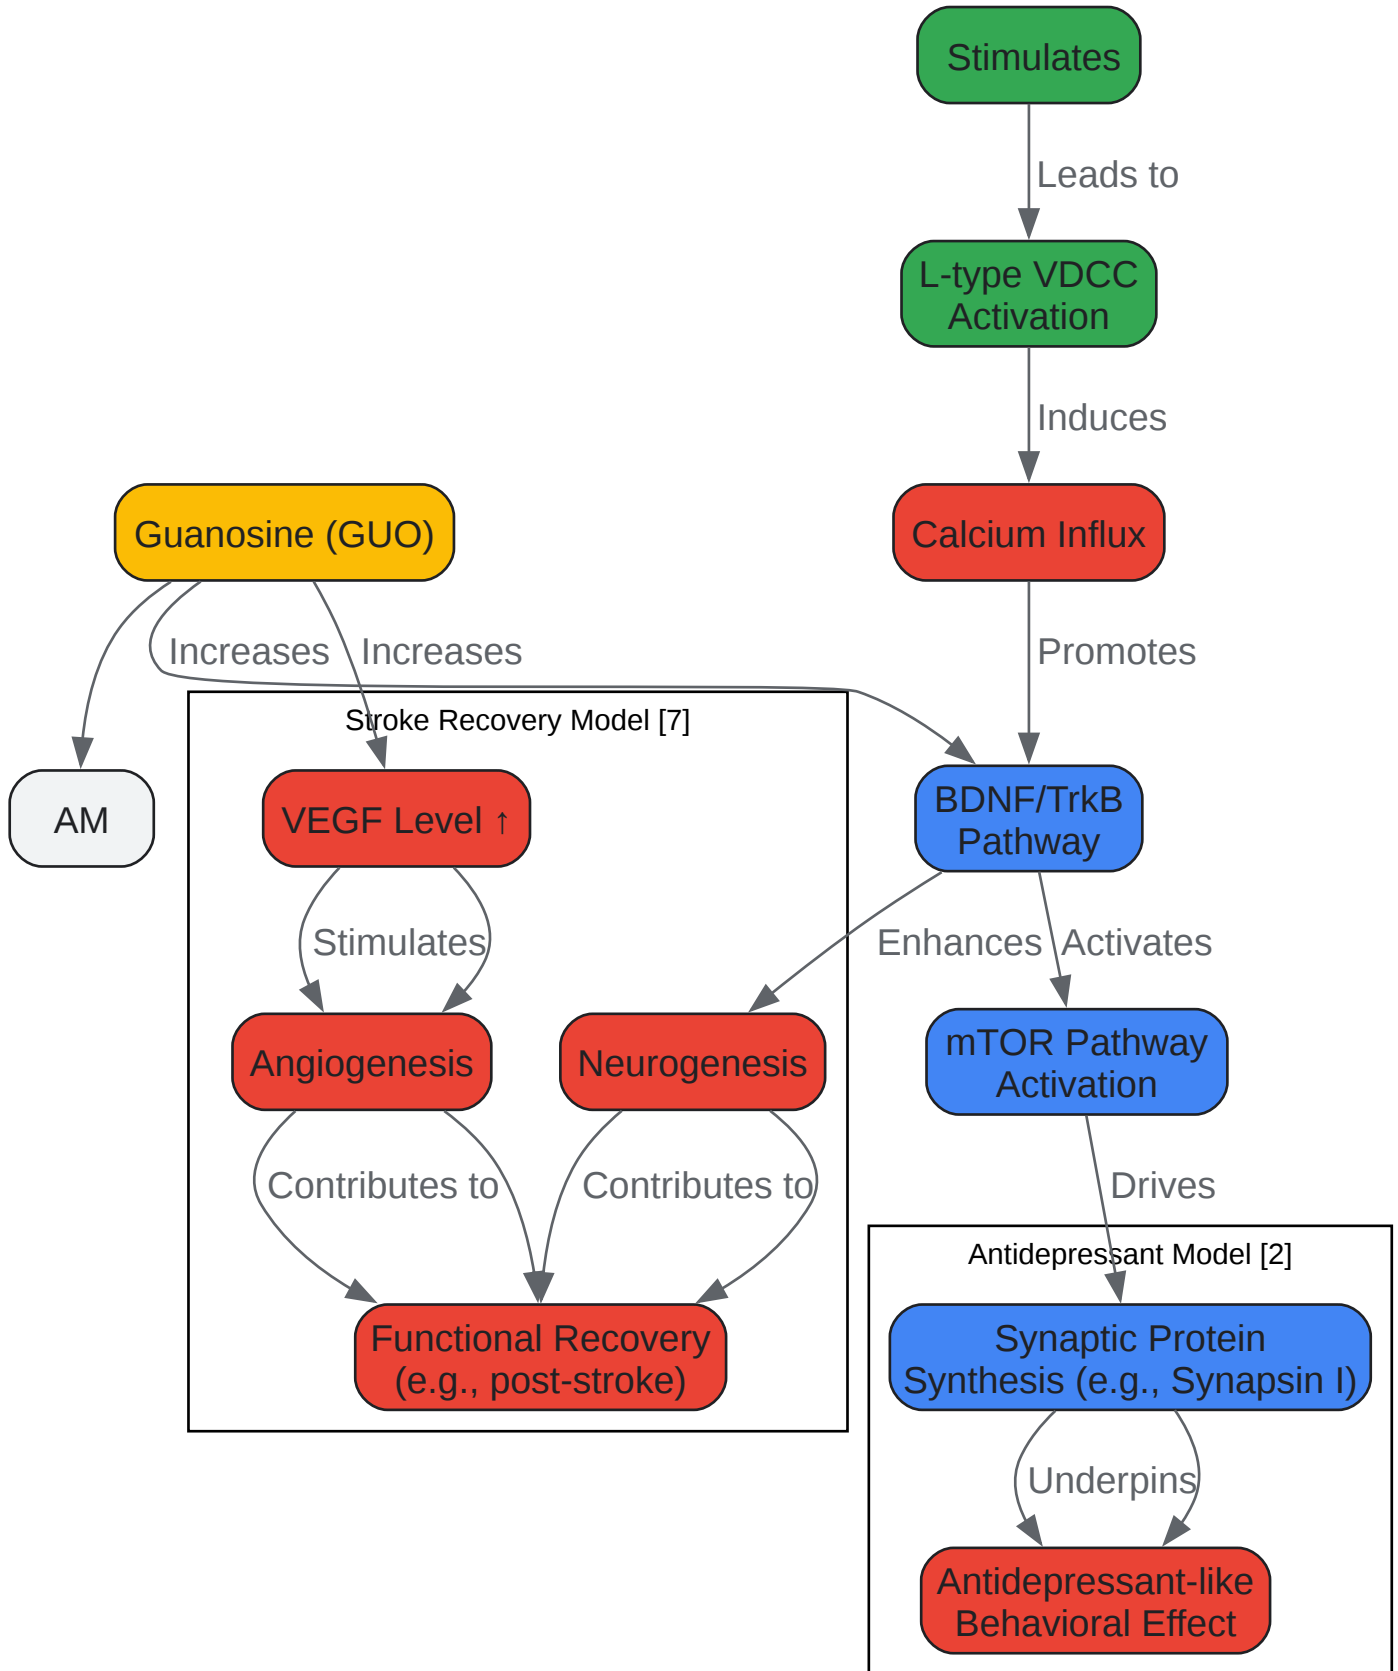 Stimulates
Leads to
L-type VDCC
Activation
Induces
Guanosine (GUO)
Calcium Influx
Increases
Increases
Promotes
Stroke Recovery Model [7]
AM
VEGF Level ↑
BDNF/TrkB
Pathway
Stimulates
Enhances
Activates
Angiogenesis
Neurogenesis
mTOR Pathway
Activation
Contributes to
Contributes to
Drives
Antidepressant Model [2]
Functional Recovery
(e.g., post-stroke)
Synaptic Protein
Synthesis (e.g., Synapsin I)
Underpins
Antidepressant-like
Behavioral Effect